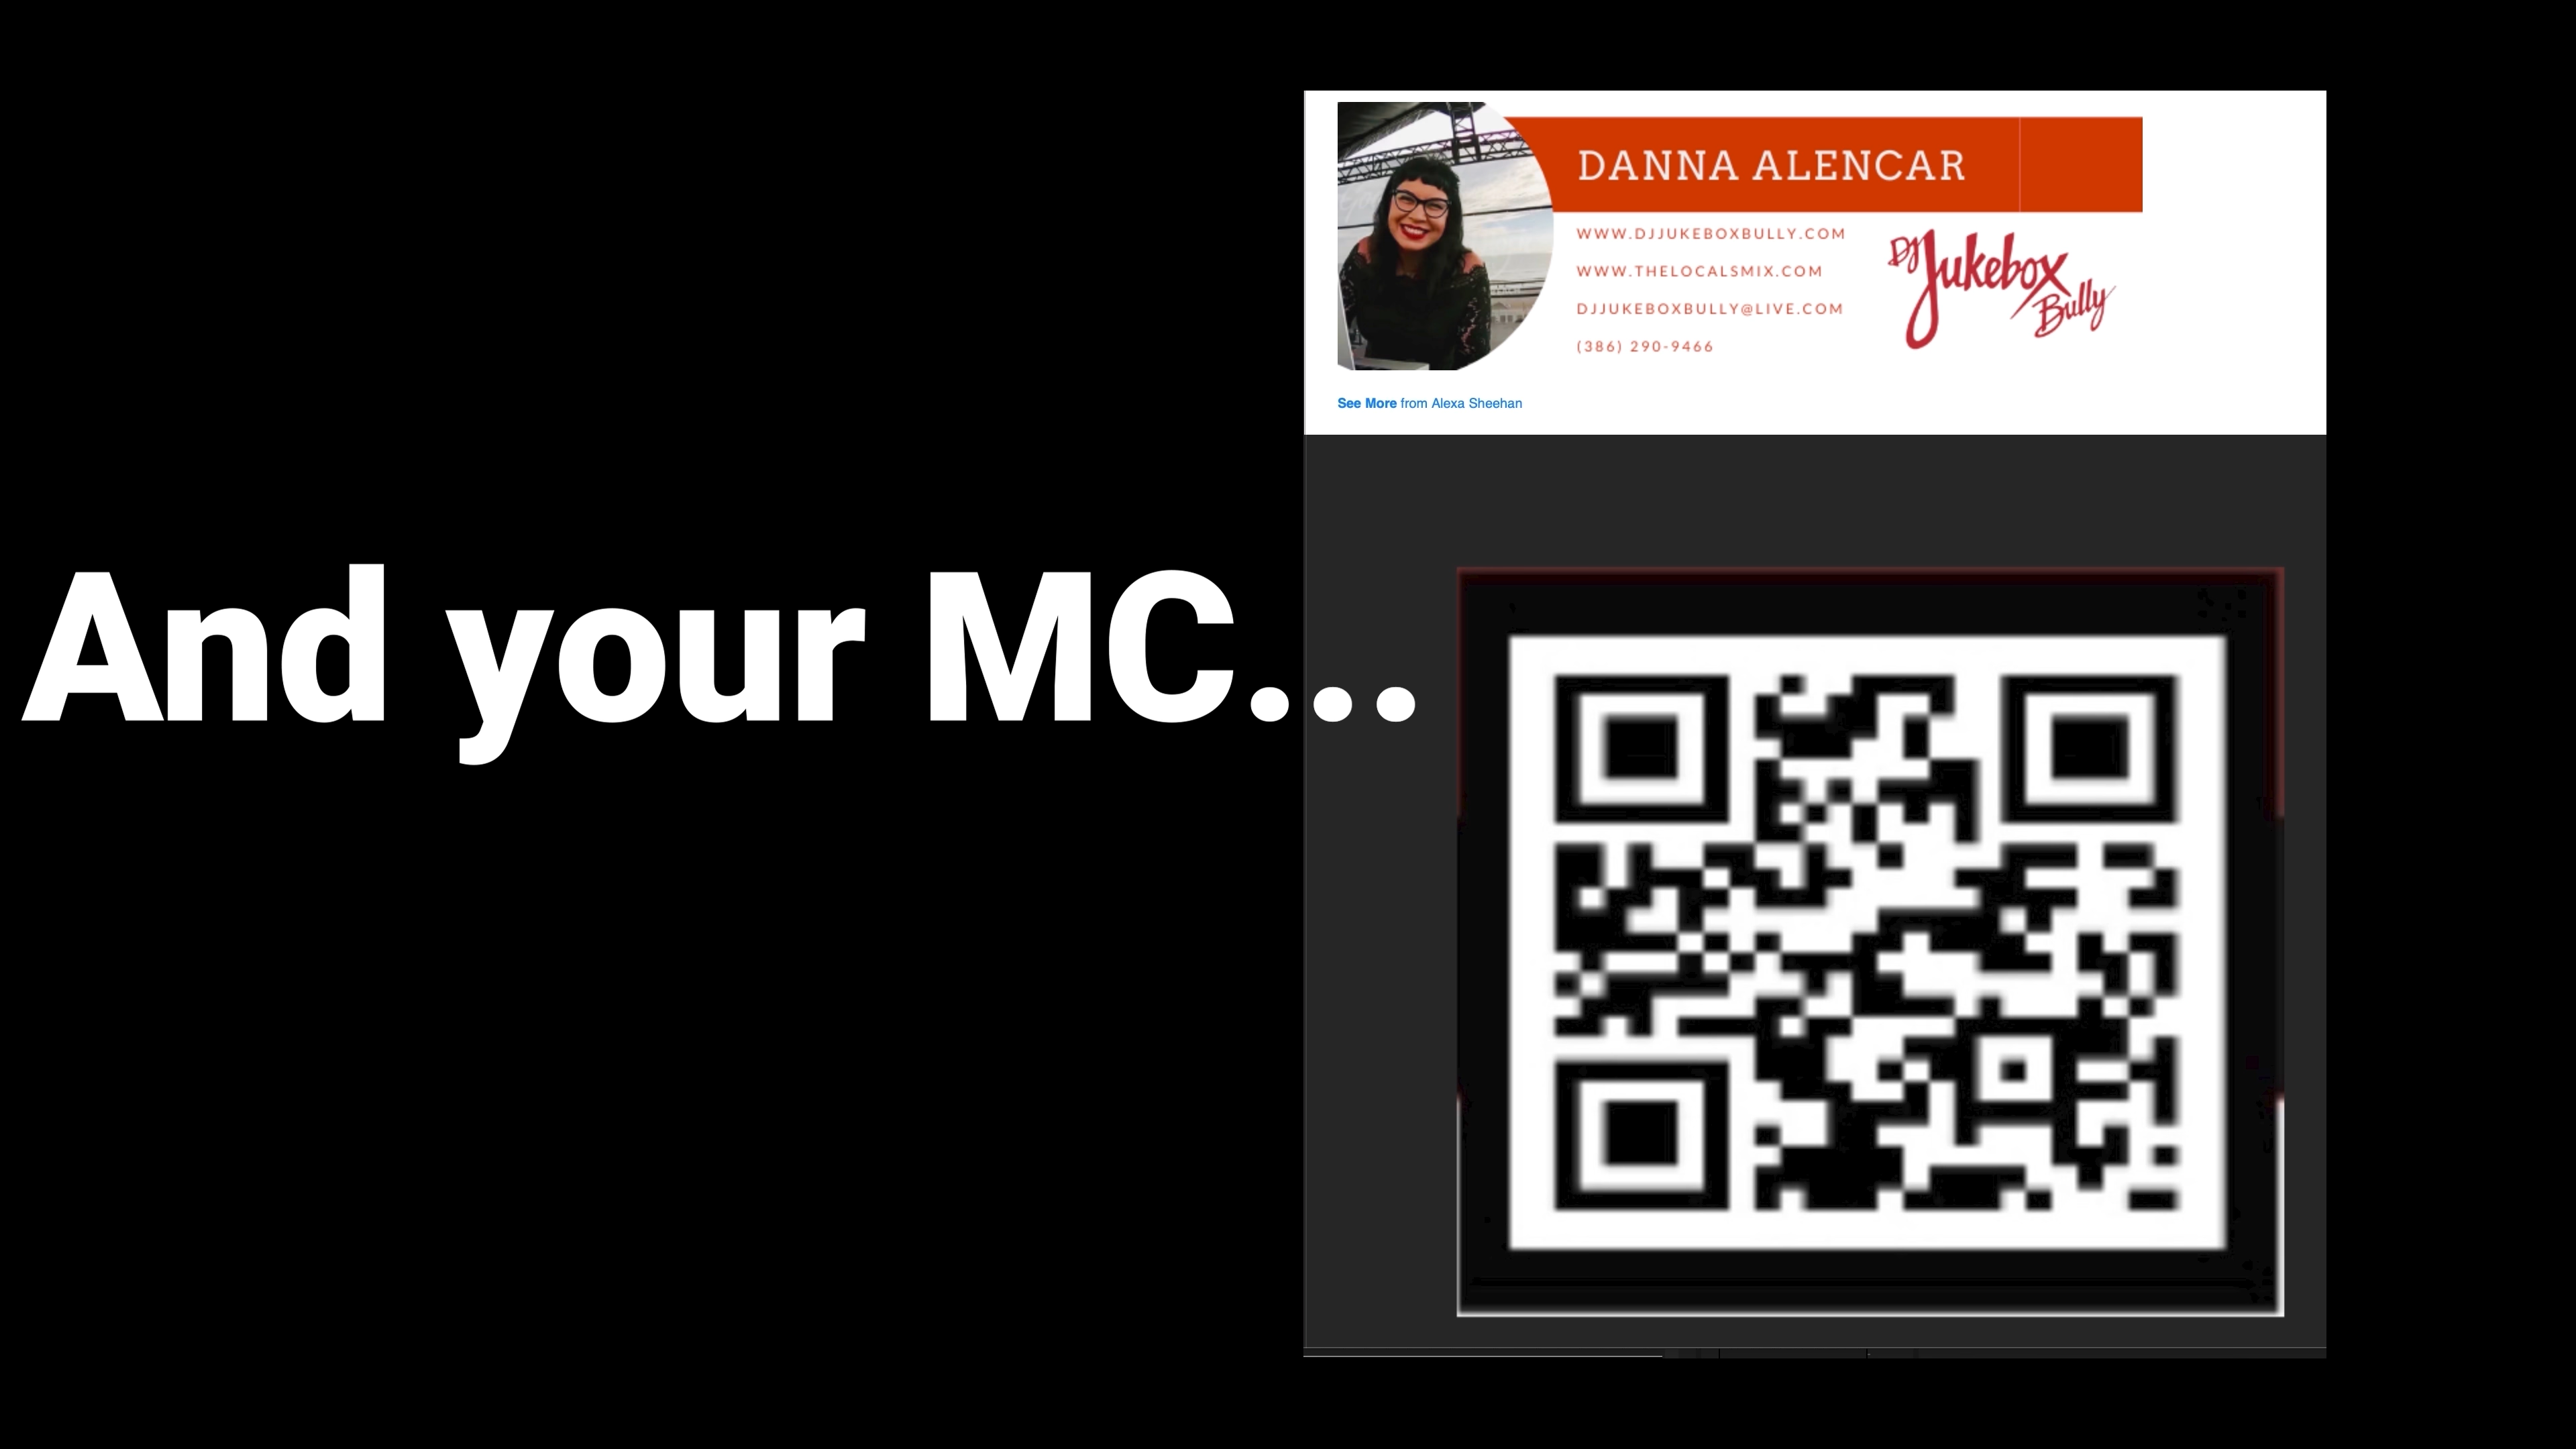 And your MC...
DANNA ALENCAR
WWW.DJJUKEBOXBULLY.COM
WWW.THELOCALSMIX.COM
DJJUKEBOXBULLY@LIVE.COM
(386) 290-9466
DJ Jukebox
Bully
See More from Alexa Sheehan